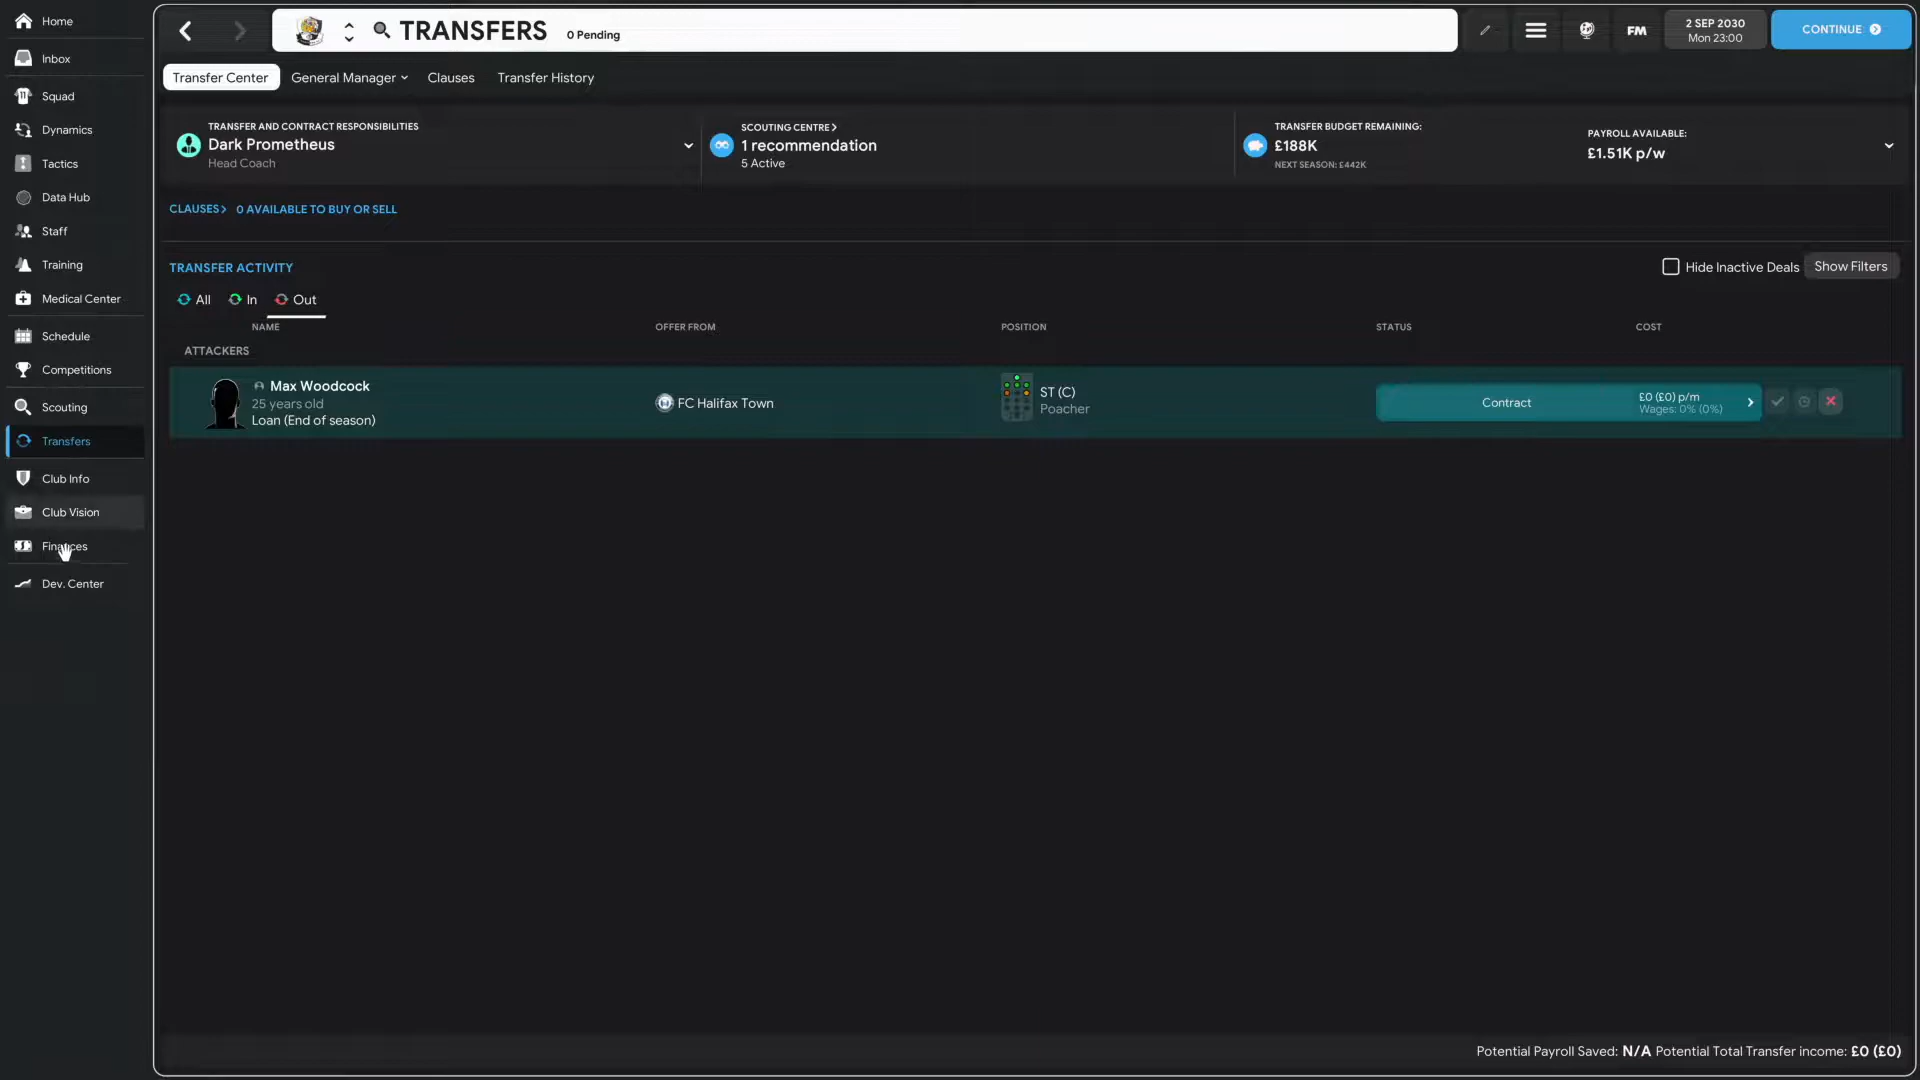 Home
Inbox
Squad
Dynamics
Tactics
Data Hub
Staff
Training
Medical Center
Schedule
Competitions
Scouting
Transfers
Club Info
Club Vision
Finances
Dev. Center
TRANSFERS 0 Pending
FM
2 SEP 2030
Mon 23:00
CONTINUE
Transfer Center General Manager Clauses Transfer History
TRANSFER AND CONTRACT RESPONSIBILITIES
Dark Prometheus
Head Coach
SCOUTING CENTRE >
1 recommendation
5 Active
TRANSFER BUDGET REMAINING:
£188K
NEXT SEASON: £442K
PAYROLL AVAILABLE:
£1.51K p/w
CLAUSES > 0 AVAILABLE TO BUY OR SELL
TRANSFER ACTIVITY
Hide Inactive Deals Show Filters
All In Out
NAME OFFER FROM POSITION STATUS COST
ATTACKERS
Max Woodcock
25 years old
Loan (End of season)
FC Halifax Town
ST (C)
Poacher
Contract
£0 (£0) p/m
Wages: 0% (0%)
Potential Payroll Saved: N/A Potential Total Transfer income: £0 (£0)